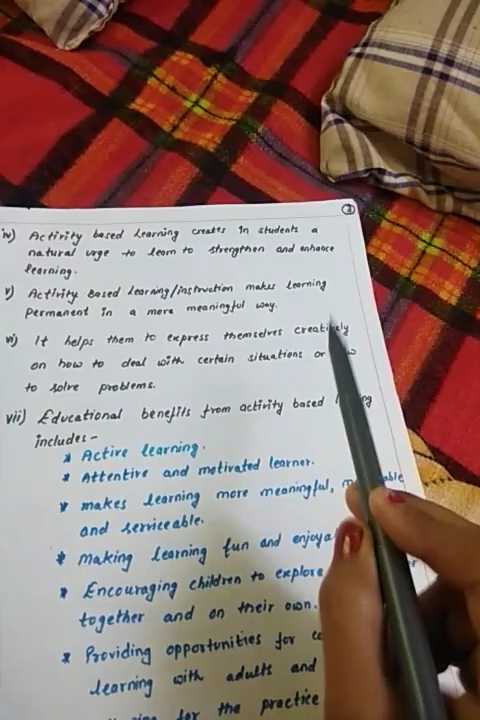 3
iv) Activity based learning creates in students a
natural urge to learn to strengthen and enhance
learning.
v) Activity Based learning/instruction makes learning
permanent in a more meaningful way.
vi) It helps them to express themselves creatively
on how to deal with certain situations or
to solve problems.
vii) Educational benefits from activity based
includes -
* Active learning.
* Attentive and motivated learner.
* makes learning more meaningful,
and serviceable.
* Making learning fun and
* Encouraging children to explore
together and on their own.
* Providing opportunities for
learning with adults and
for the practice